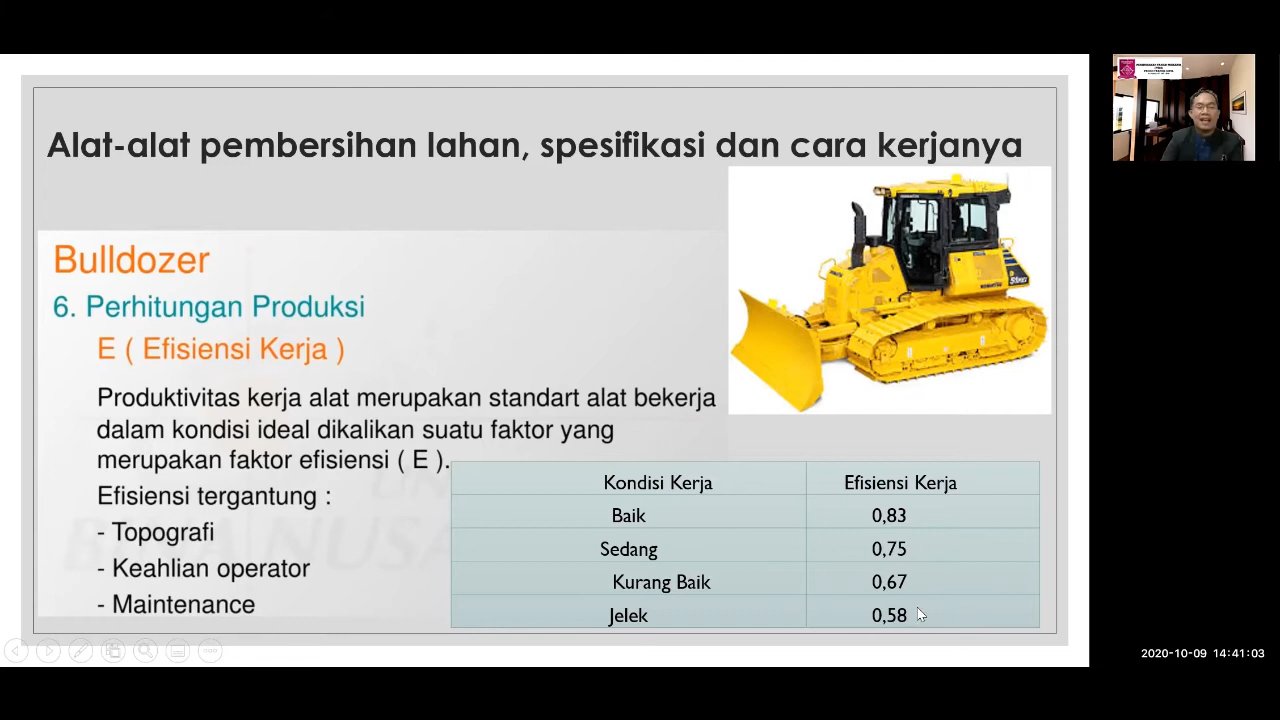 Alat-alat pembersihan lahan, spesifikasi dan cara kerjanya
Bulldozer
6. Perhitungan Produksi
E ( Efisiensi Kerja )
Produktivitas kerja alat merupakan standart alat bekerja
dalam kondisi ideal dikalikan suatu faktor yang
merupakan faktor efisiensi ( E ).
Efisiensi tergantung :
- Topografi
- Keahlian operator
- Maintenance
Kondisi Kerja Efisiensi Kerja
Baik 0,83
Sedang 0,75
Kurang Baik 0,67
Jelek 0,58
KOMATSU
2020-10-09 14:41:03